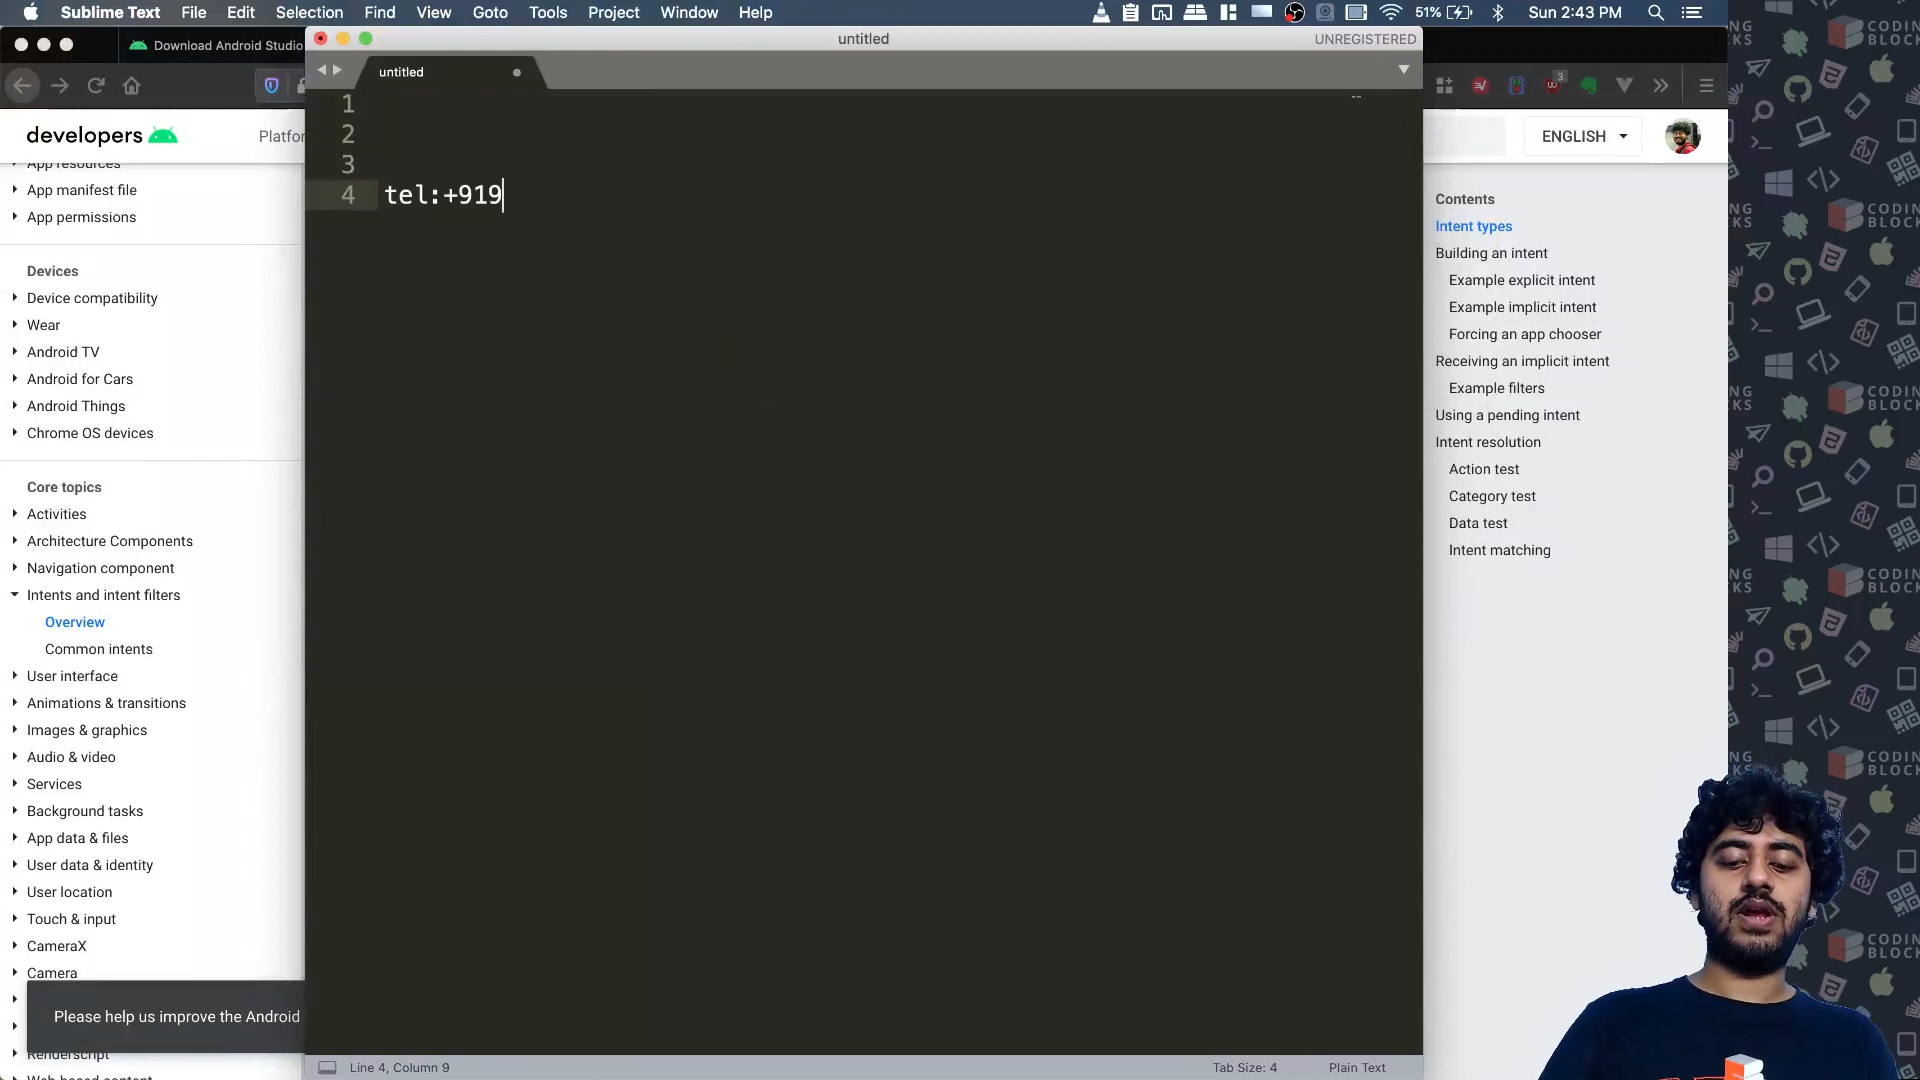 Sublime Text File Edit Selection Find View Goto Tools Project Window Help 51% Sun 2:43 PM
Download Android Studio
untitled
UNREGISTERED
untitled
3
developers
Platfor
ENGLISH
1
2
3
4 tel:+919
App resources
App manifest file
App permissions
Devices
Device compatibility
Wear
Android TV
Android for Cars
Android Things
Chrome OS devices
Core topics
Activities
Architecture Components
Navigation component
Intents and intent filters
Overview
Common intents
User interface
Animations & transitions
Images & graphics
Audio & video
Services
Background tasks
App data & files
User data & identity
User location
Touch & input
CameraX
Camera
Please help us improve the Android
Renderscript
Contents
Intent types
Building an intent
Example explicit intent
Example implicit intent
Forcing an app chooser
Receiving an implicit intent
Example filters
Using a pending intent
Intent resolution
Action test
Category test
Data test
Intent matching
Line 4, Column 9
Tab Size: 4
Plain Text
CODING
BLOCKS